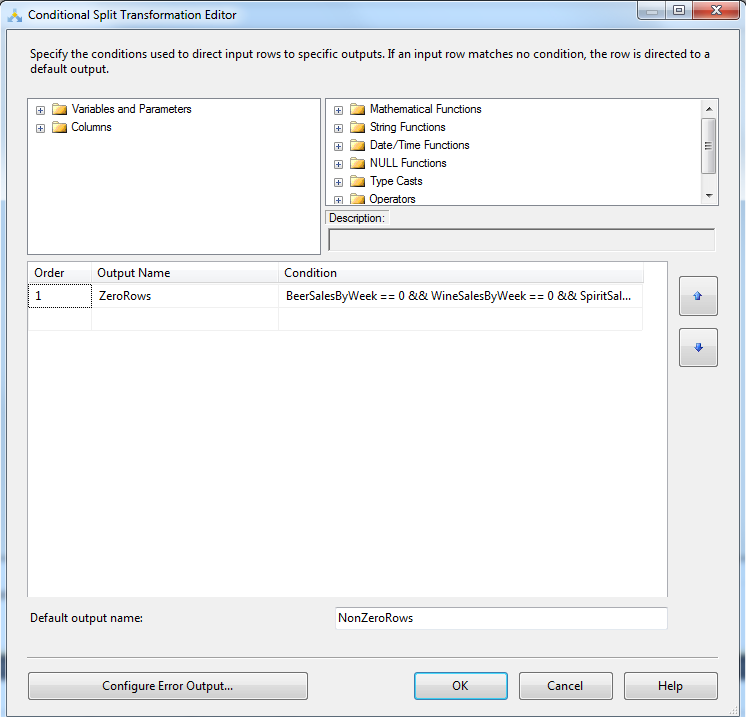 Conditional Split Transformation Editor
Specify the conditions used to direct input rows to specific outputs. If an input row matches no condition, the row is directed to a
default output.
Variables and Parameters
Columns
Mathematical Functions
String Functions
Date/Time Functions
NULL Functions
Type Casts
Operators
Description:
Order Output Name Condition
1 ZeroRows BeerSalesByWeek == 0 && WineSalesByWeek == 0 && SpiritSal...
Default output name: NonZeroRows
Configure Error Output... OK Cancel Help